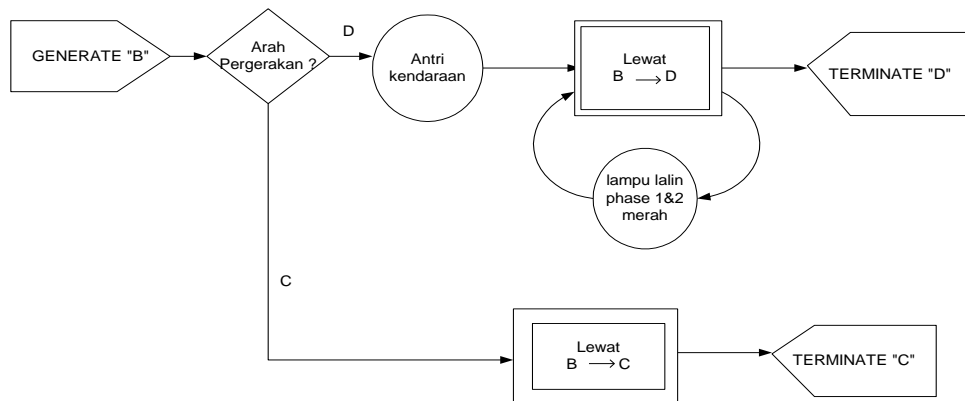 GENERATE "B"
Arah
Pergerakan ?
D
Antri
kendaraan
Lewat
B → D
TERMINATE "D"
lampu lalin
phase 1&2
merah
C
Lewat
B → C
TERMINATE "C"